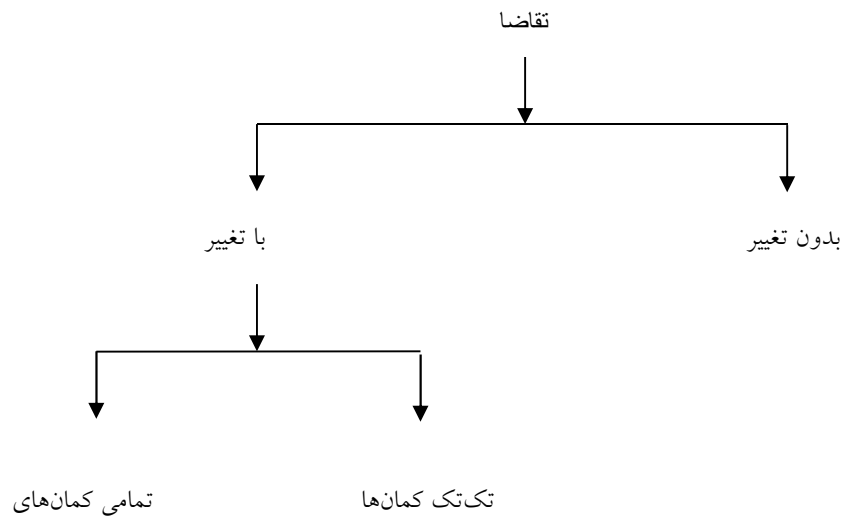 تقاضا
بدون تغییر
با تغییر
تک‌تک کمان‌ها
تمامی کمان‌های